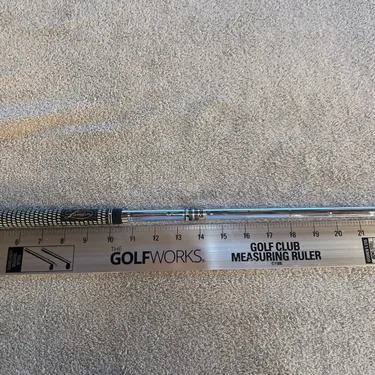 6 7 8 9 10 11 12 13 14 15 16 17 18 19 20 21
THE
GOLFWORKS.
GOLF CLUB
MEASURING RULER